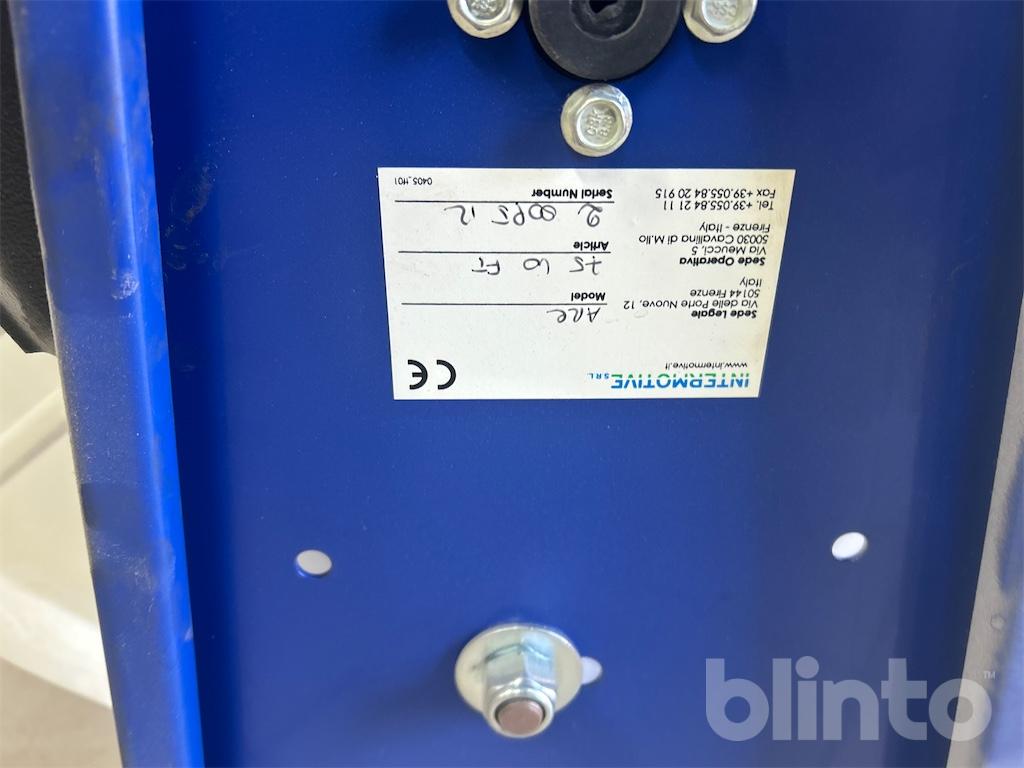 INTERMOTIVE S.R.L.
www.intermotive.it
Sede Legale
Via delle Porte Nuove, 12
50144 Firenze
Italy
Sede Operativa
Via Meucci, 5
50030 Cavallina di M.llo
Firenze - Italy
Tel. +39.055.84 21 11
Fax +39.055.84 20 915
CE
Model
Article
Serial Number
0405_H01
blinto™